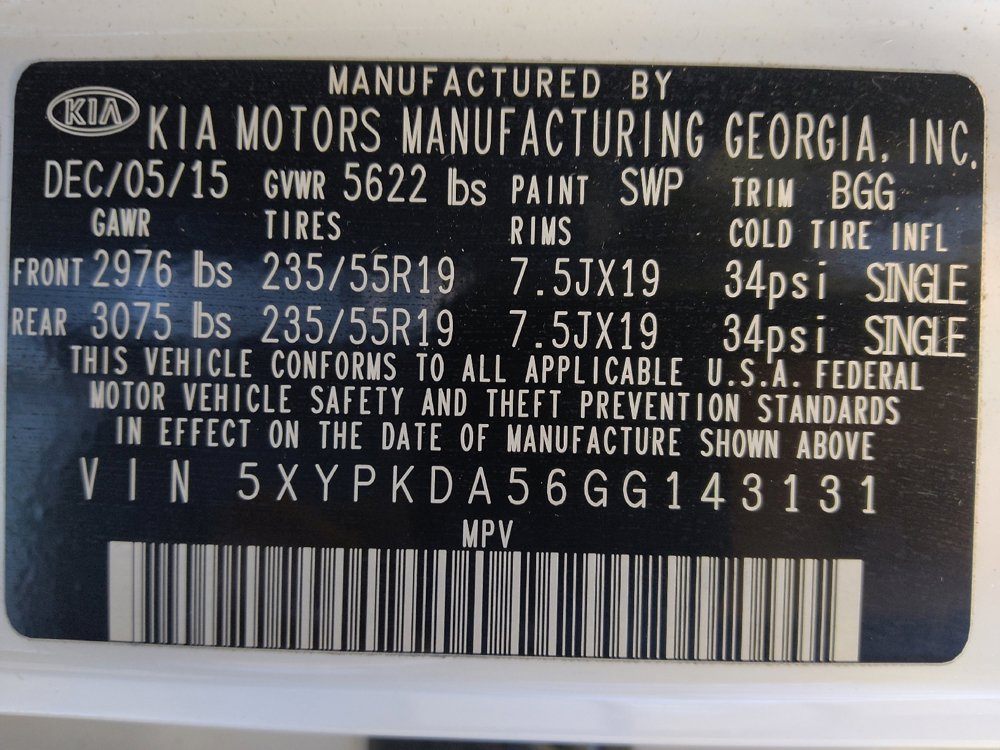 MANUFACTURED BY
KIA KIA MOTORS MANUFACTURING GEORGIA, INC.
DEC/05/15 GVWR 5622 lbs PAINT SWP TRIM BGG
GAWR TIRES RIMS COLD TIRE INFL
FRONT 2976 lbs 235/55R19 7.5JX19 34psi SINGLE
REAR 3075 lbs 235/55R19 7.5JX19 34psi SINGLE
THIS VEHICLE CONFORMS TO ALL APPLICABLE U.S.A. FEDERAL
MOTOR VEHICLE SAFETY AND THEFT PREVENTION STANDARDS
IN EFFECT ON THE DATE OF MANUFACTURE SHOWN ABOVE
VIN 5XYPKDA56GG143131
MPV